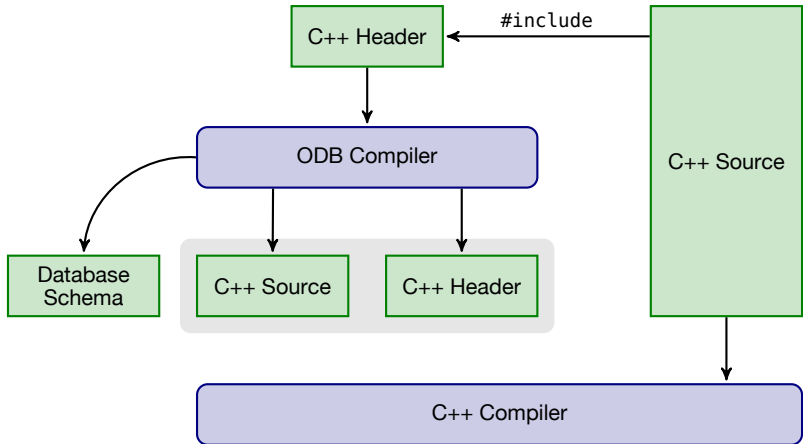 #include
C++ Header
C++ Source
ODB Compiler
Database
Schema
C++ Source
C++ Header
C++ Compiler